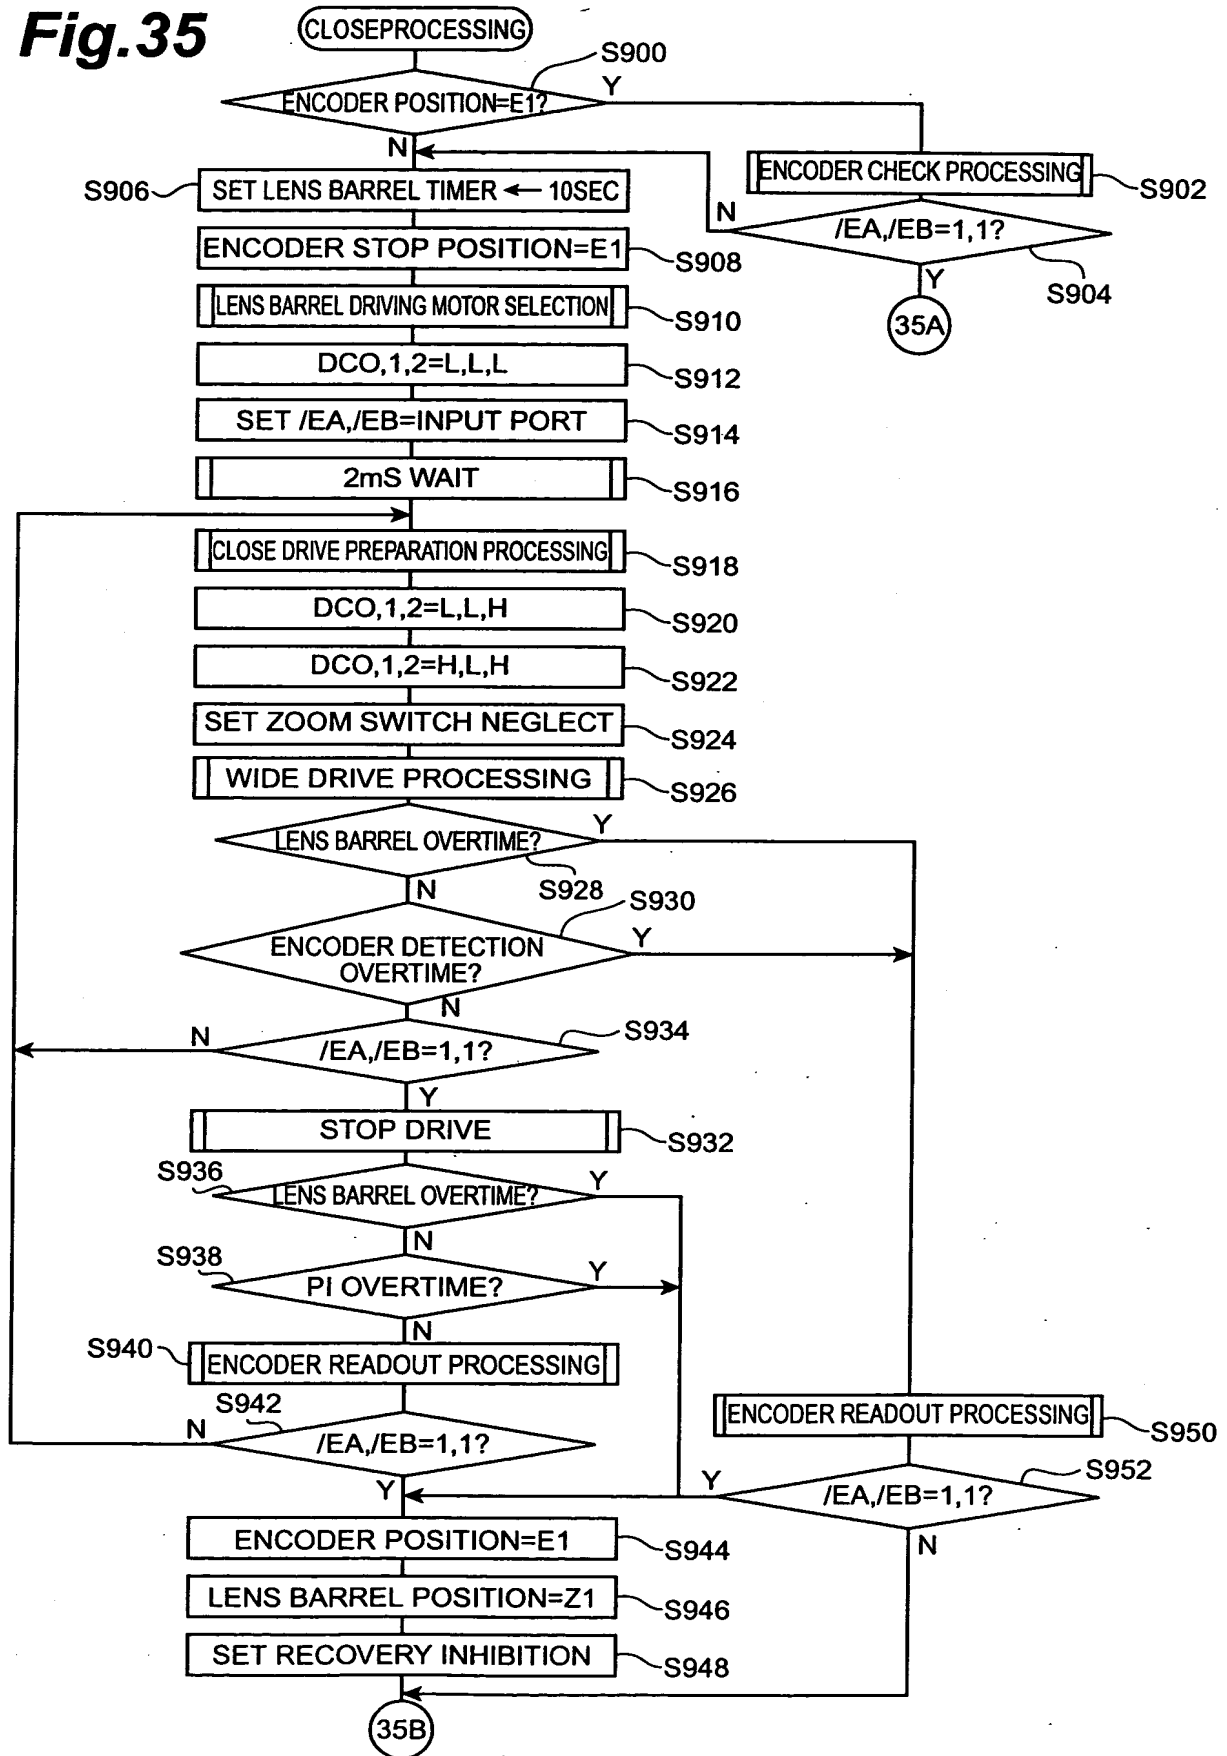 Fig.35
CLOSEPROCESSING
S900
ENCODER POSITION=E1?
Y
N
ENCODER CHECK PROCESSING
S902
S906
SET LENS BARREL TIMER ← 10SEC
N
/EA,/EB=1,1?
Y
S904
35A
ENCODER STOP POSITION=E1
S908
LENS BARREL DRIVING MOTOR SELECTION
S910
DCO,1,2=L,L,L
S912
SET /EA,/EB=INPUT PORT
S914
2mS WAIT
S916
CLOSE DRIVE PREPARATION PROCESSING
S918
DCO,1,2=L,L,H
S920
DCO,1,2=H,L,H
S922
SET ZOOM SWITCH NEGLECT
S924
WIDE DRIVE PROCESSING
S926
LENS BARREL OVERTIME?
Y
S928
N
S930
ENCODER DETECTION
OVERTIME?
Y
N
S934
N
/EA,/EB=1,1?
Y
STOP DRIVE
S932
S936
LENS BARREL OVERTIME?
Y
N
S938
PI OVERTIME?
Y
N
S940
ENCODER READOUT PROCESSING
S942
N
/EA,/EB=1,1?
Y
ENCODER READOUT PROCESSING
S950
S952
Y
/EA,/EB=1,1?
N
ENCODER POSITION=E1
S944
LENS BARREL POSITION=Z1
S946
SET RECOVERY INHIBITION
S948
35B